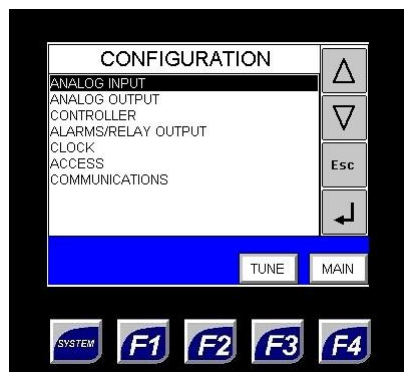 CONFIGURATION
ANALOG INPUT
ANALOG OUTPUT
CONTROLLER
ALARMS/RELAY OUTPUT
CLOCK
ACCESS
COMMUNICATIONS
Esc
TUNE MAIN
SYSTEM F1 F2 F3 F4